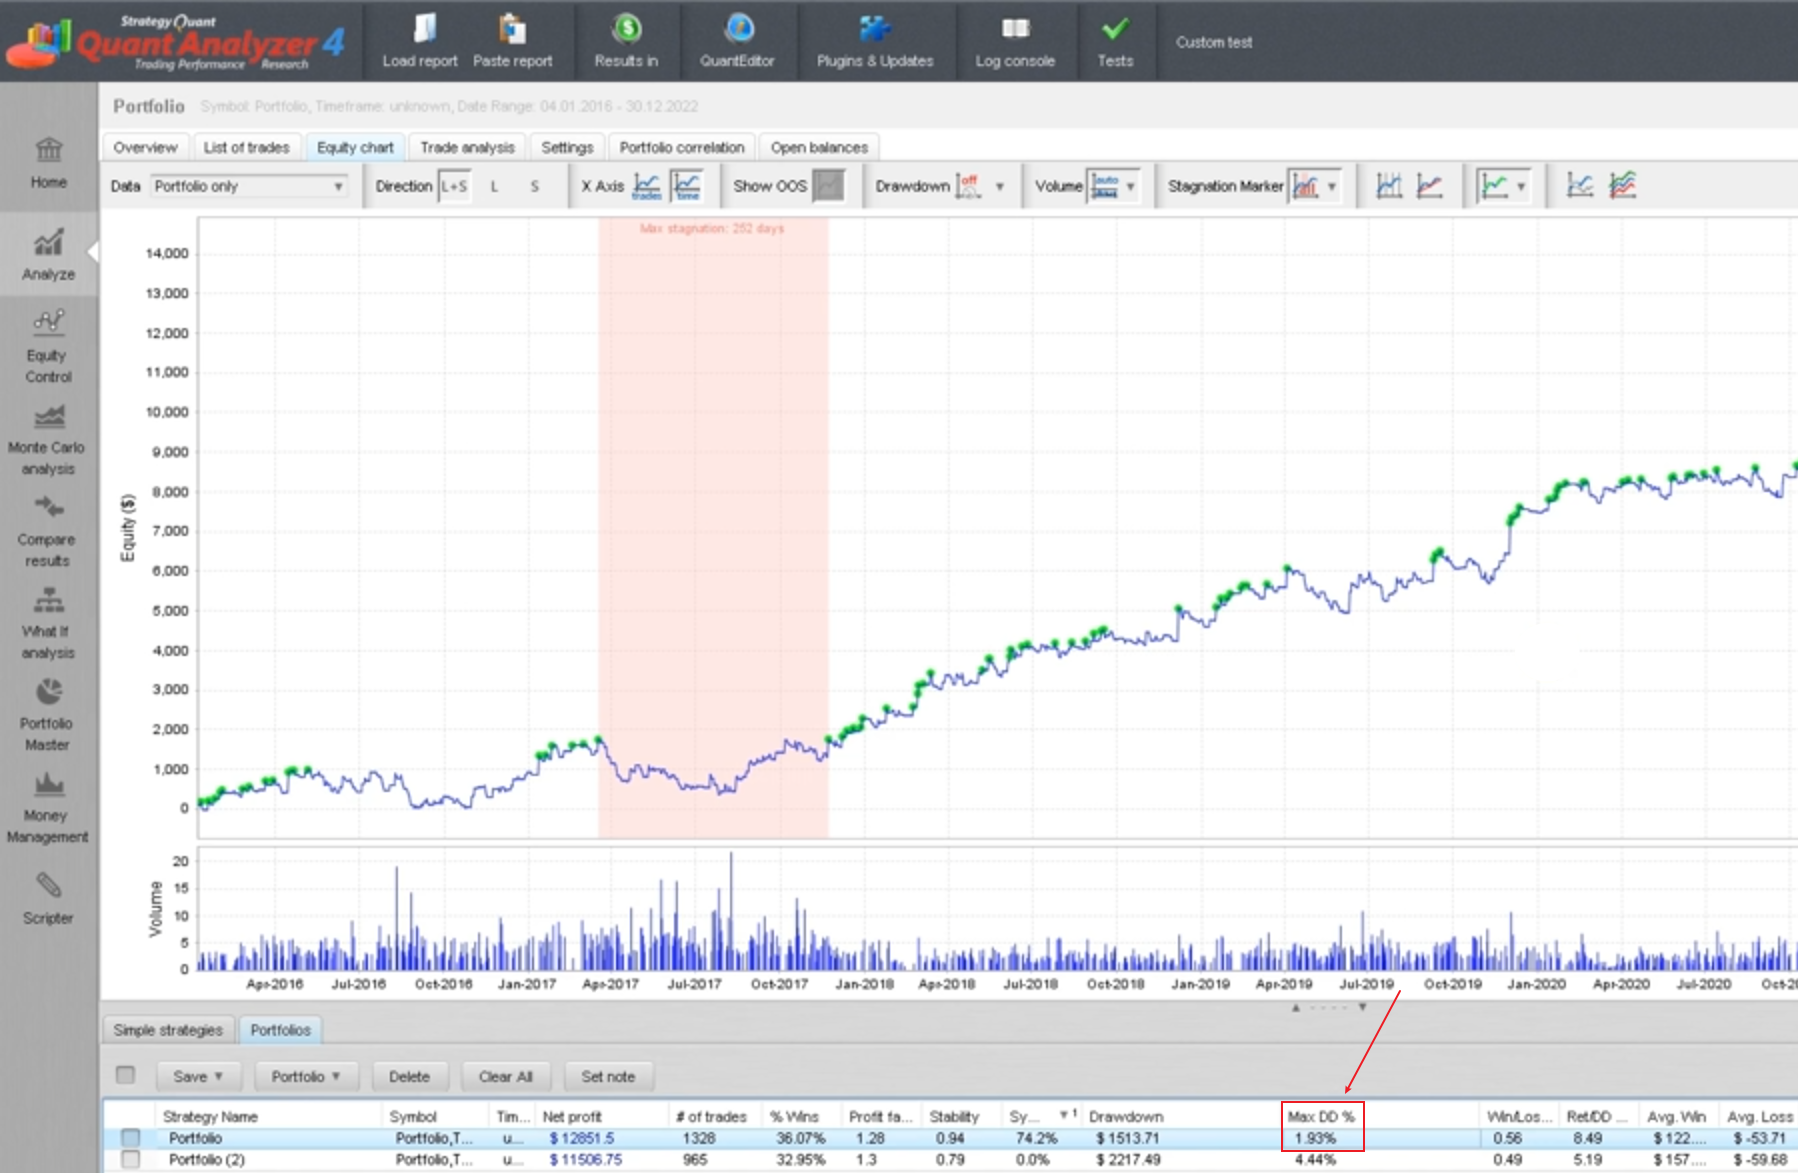 Strategy Quant
QuantAnalyzer 4
Trading Performance Research
Load report
Paste report
Results in
QuantEditor
Plugins & Updates
Log console
Tests
Custom test
Portfolio Symbol: Portfolio, Timeframe: unknown, Date Range: 04.01.2016 - 30.12.2022
Overview
List of trades
Equity chart
Trade analysis
Settings
Portfolio correlation
Open balances
Data Portfolio only
Direction L+S L S
X Axis trades time
Show OOS
Drawdown off
Volume auto
Stagnation Marker
Home
Analyze
Equity
Control
Monte Carlo
analysis
Compare
results
What If
analysis
Portfolio
Master
Money
Management
Scripter
Max stagnation: 252 days
Equity ($)
14,000
13,000
12,000
11,000
10,000
9,000
8,000
7,000
6,000
5,000
4,000
3,000
2,000
1,000
0
Volume
20
15
10
5
0
Apr-2016 Jul-2016 Oct-2016 Jan-2017 Apr-2017 Jul-2017 Oct-2017 Jan-2018 Apr-2018 Jul-2018 Oct-2018 Jan-2019 Apr-2019 Jul-2019 Oct-2019 Jan-2020 Apr-2020 Jul-2020 Oct-2
Simple strategies
Portfolios
Save
Portfolio
Delete
Clear All
Set note
Strategy Name Symbol Tim... Net profit # of trades % Wins Profit fa... Stability Sy... 1 Drawdown Max DD % Win/Los... Ret/DD ... Avg. Win Avg. Loss
Portfolio Portfolio,T... u... $ 12851.5 1328 36.07% 1.28 0.94 74.2% $ 1513.71 1.93% 0.56 8.49 $ 122.... $ -53.71
Portfolio (2) Portfolio,T... u... $ 11506.75 965 32.95% 1.3 0.79 0.0% $ 2217.49 4.44% 0.49 5.19 $ 157.... $ -59.68